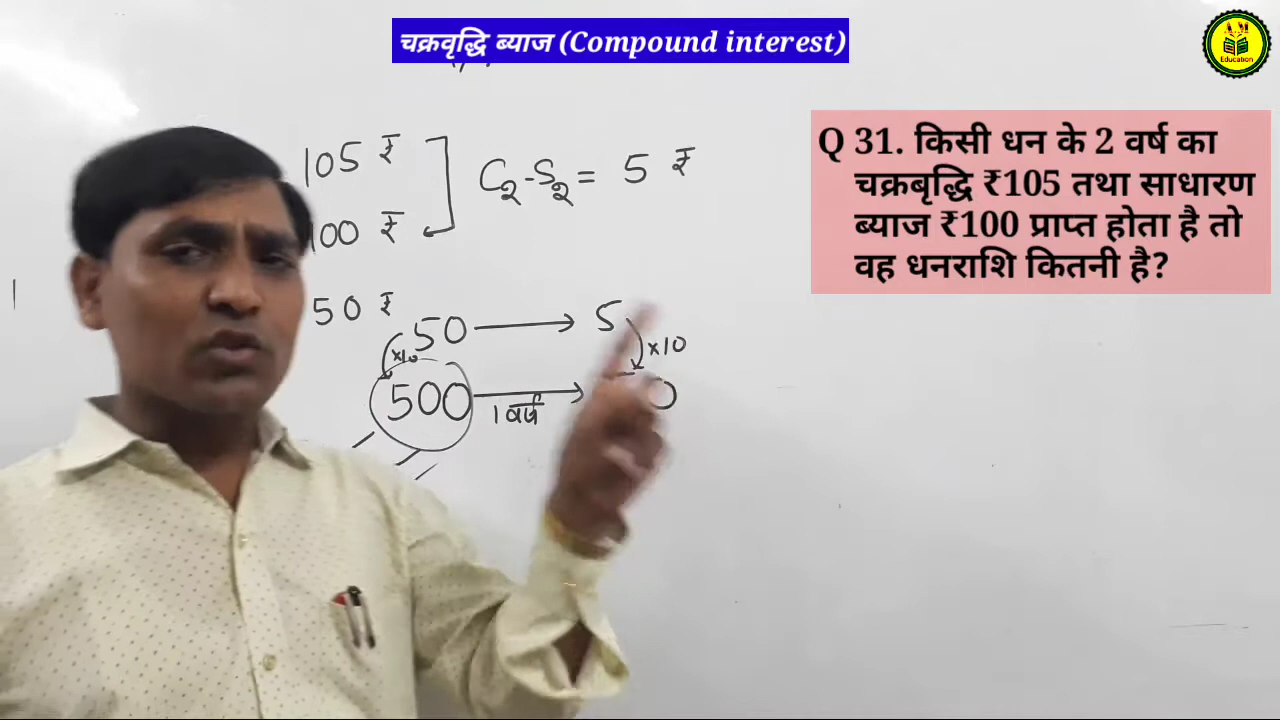 चक्रवृद्धि ब्याज (Compound interest)
Education
Q 31. किसी धन के 2 वर्ष का
चक्रबृद्धि ₹105 तथा साधारण
ब्याज ₹100 प्राप्त होता है तो
वह धनराशि कितनी है?
105 ₹
C₂-S₂= 5 ₹
100 ₹
50 ₹
50 → 5
×10 ×10
500 → 0
1 वर्ष